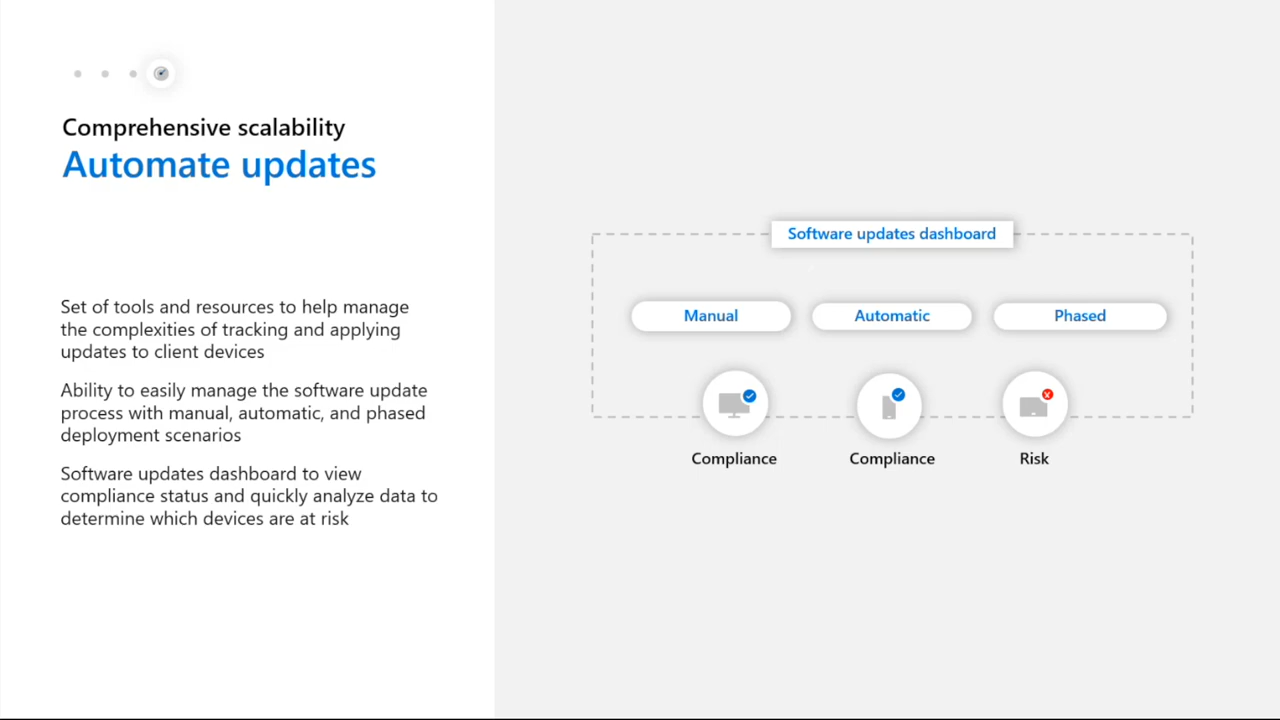 Comprehensive scalability
Automate updates
Set of tools and resources to help manage
the complexities of tracking and applying
updates to client devices
Ability to easily manage the software update
process with manual, automatic, and phased
deployment scenarios
Software updates dashboard to view
compliance status and quickly analyze data to
determine which devices are at risk
Software updates dashboard
Manual
Automatic
Phased
Compliance
Compliance
Risk